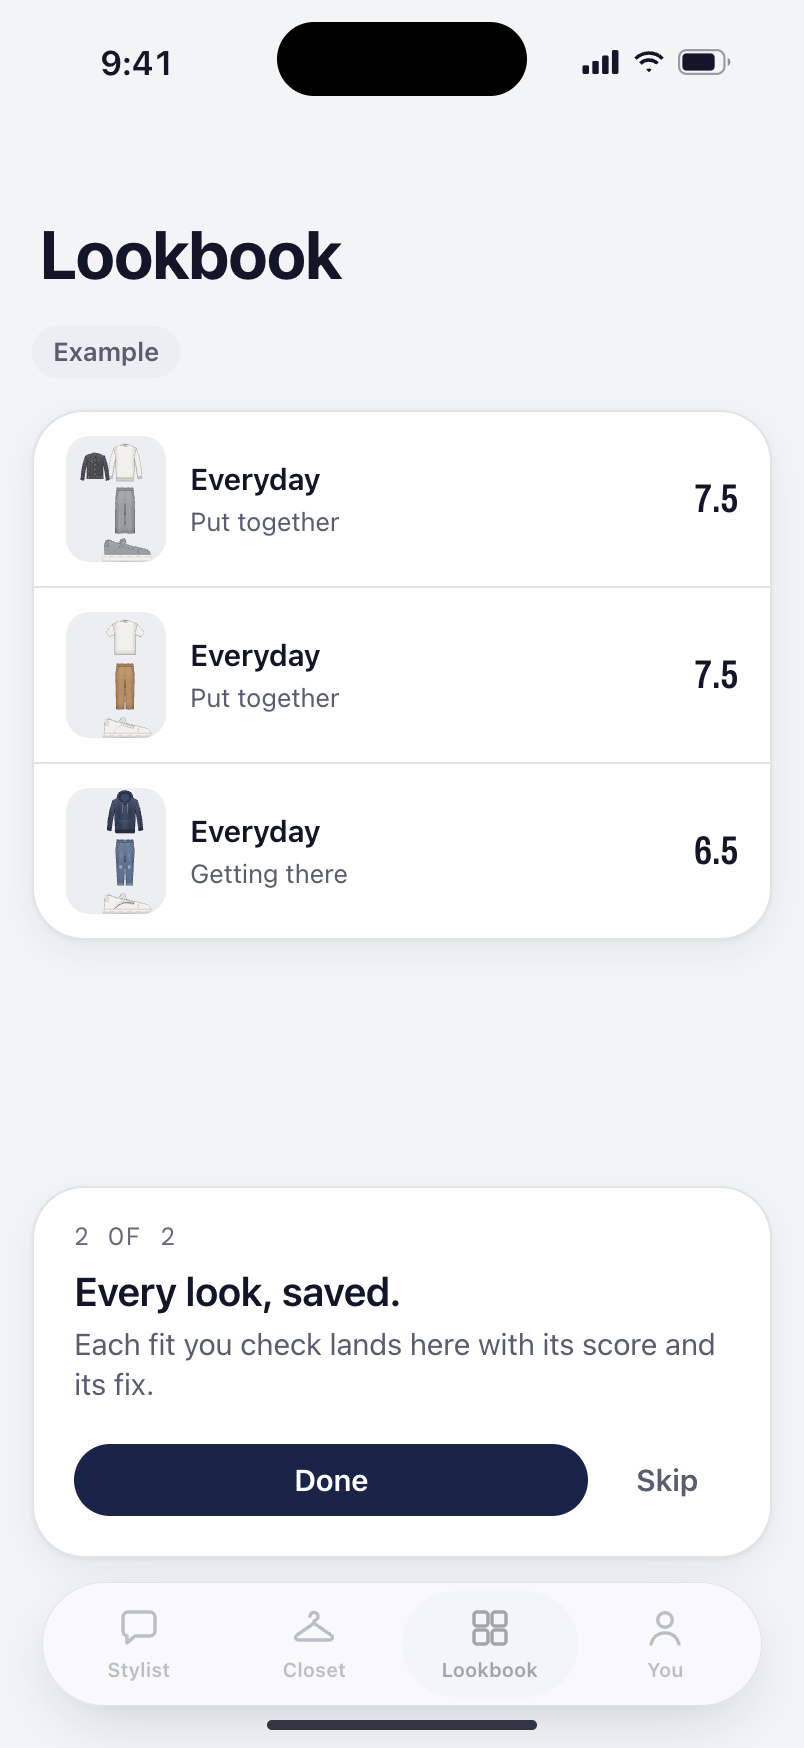 9:41
Lookbook
Example
Everyday
Put together
7.5
Everyday
Put together
7.5
Everyday
Getting there
6.5
2 OF 2
Every look, saved.
Each fit you check lands here with its score and
its fix.
Done
Skip
Stylist
Closet
Lookbook
You